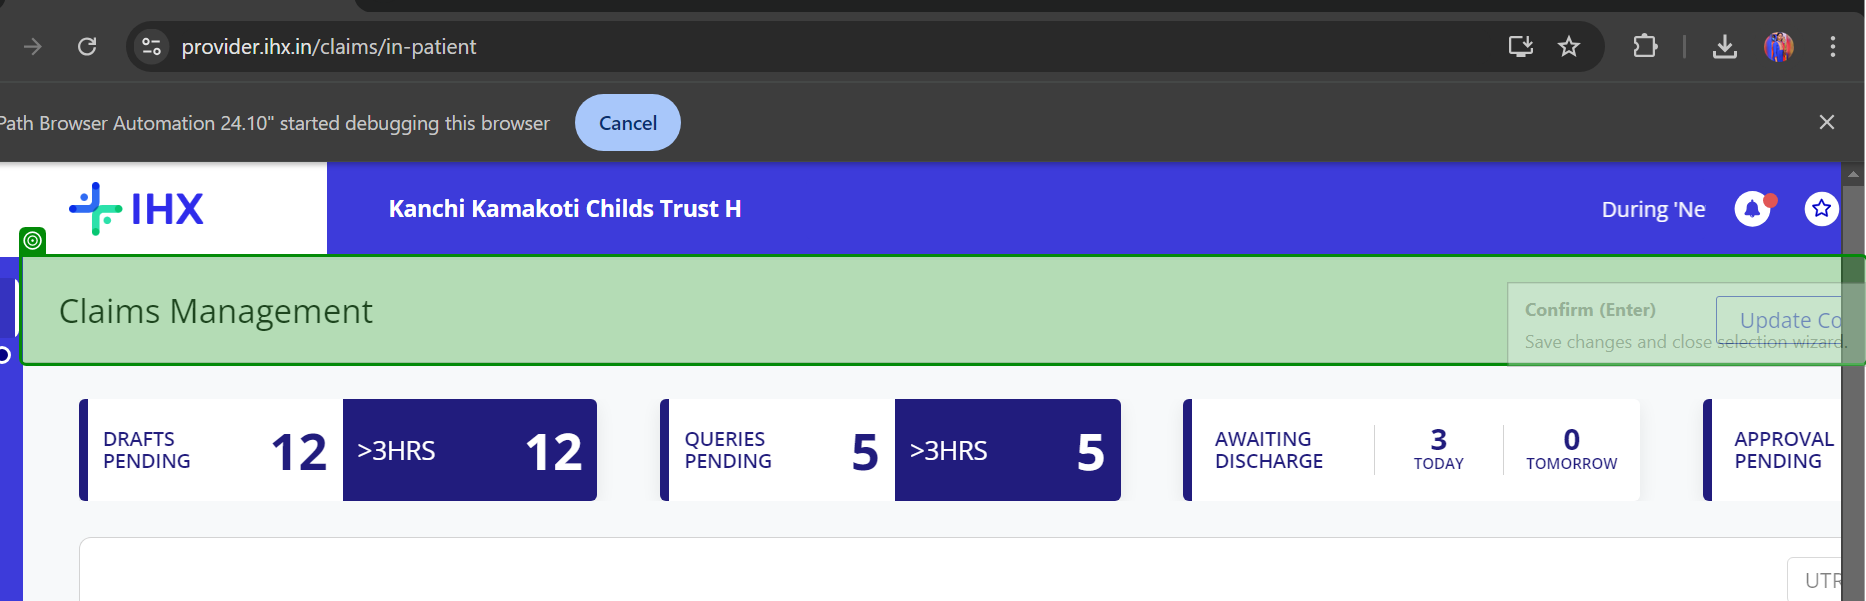 provider.ihx.in/claims/in-patient
Path Browser Automation 24.10" started debugging this browser
Cancel
IHX
Kanchi Kamakoti Childs Trust H
During 'Ne
Claims Management
Confirm (Enter)
Save changes and close selection wizard.
Update Co
DRAFTS
PENDING
12
>3HRS
12
QUERIES
PENDING
5
>3HRS
5
AWAITING
DISCHARGE
3
TODAY
0
TOMORROW
APPROVAL
PENDING
UTR